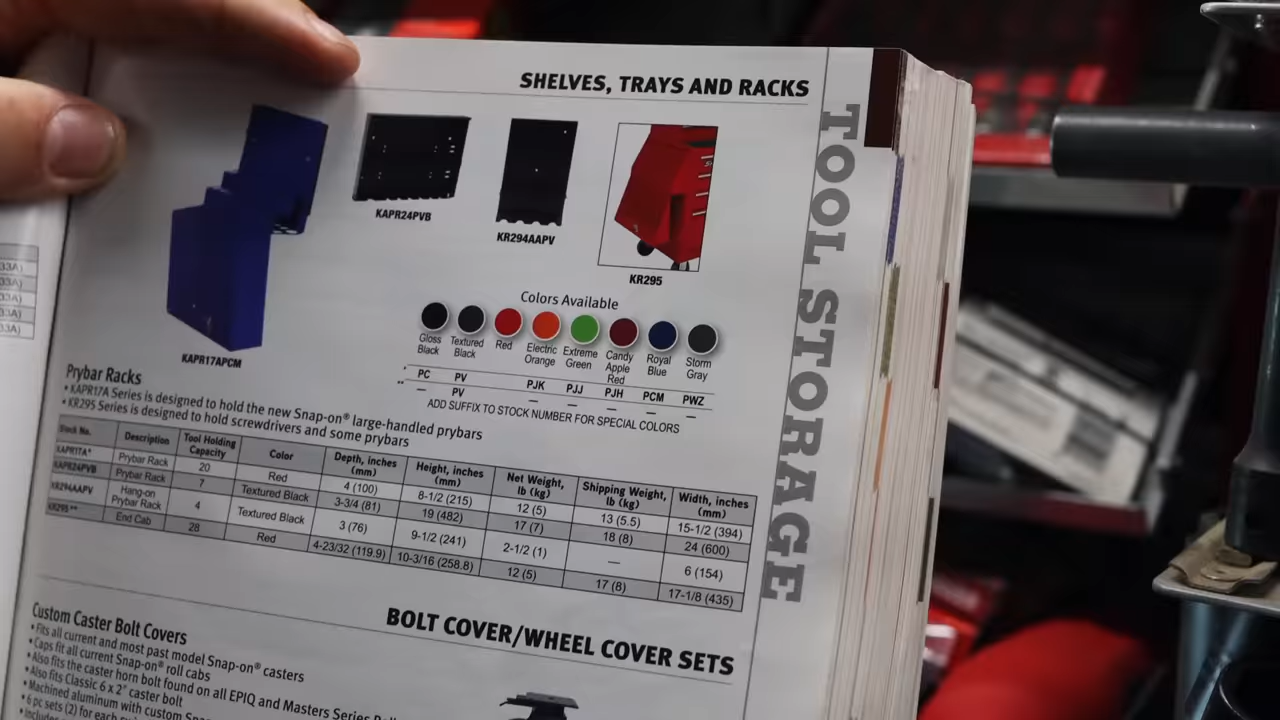 SHELVES, TRAYS AND RACKS
TOOL STORAGE
KAPR17APCM
KAPR24PVB
KR294AAPV
KR295
Colors Available
Gloss Black
Textured Black
Red
Electric Orange
Extreme Green
Candy Apple Red
Royal Blue
Storm Gray
* PC PV PJK PJJ PJH PCM PWZ
** — PV — — — — —
ADD SUFFIX TO STOCK NUMBER FOR SPECIAL COLORS
Prybar Racks
• KAPR17A Series is designed to hold the new Snap-on® large-handled prybars
• KR295 Series is designed to hold screwdrivers and some prybars
Stock No. Description Tool Holding Capacity Color Depth, inches (mm) Height, inches (mm) Net Weight, lb (kg) Shipping Weight, lb (kg) Width, inches (mm)
KAPR17A* Prybar Rack 20 Red 4 (100) 8-1/2 (215) 12 (5) 13 (5.5) 15-1/2 (394)
KAPR24PVB Prybar Rack 7 Textured Black 3-3/4 (81) 19 (482) 17 (7) 18 (8) 24 (600)
KR294AAPV Hang-on Prybar Rack 4 Textured Black 3 (76) 9-1/2 (241) 2-1/2 (1) — 6 (154)
KR295** End Cab 28 Red 4-23/32 (119.9) 10-3/16 (258.8) 12 (5) 17 (8) 17-1/8 (435)
BOLT COVER/WHEEL COVER SETS
Custom Caster Bolt Covers
• Fits all current and most past model Snap-on® casters
• Caps fit all current Snap-on® roll cabs
• Also fits the caster horn bolt found on all EPIQ and Masters Series
• Also fits Classic 6 x 2" caster bolt
• Machined aluminum with custom
• 6 pc sets (2) for each
33A)
33A)
33A)
33A)